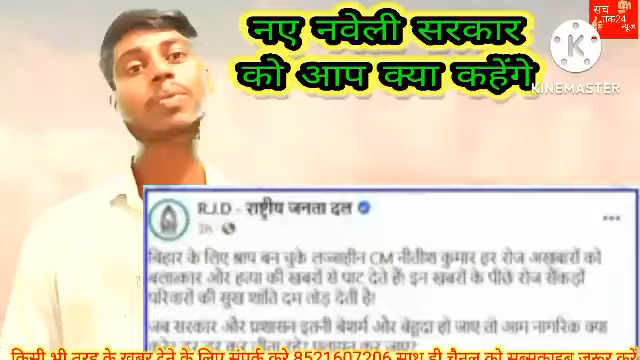 नए नवेली सरकार
को आप क्या कहेंगे
सच
तक24
न्यूज
KINEMASTER
R.J.D - राष्ट्रीय जनता दल
बिहार के लिए श्राप बन चुके लज्जाहीन CM नीतीश कुमार हर रोज अखबारों को
बलात्कार और हत्या की खबरों से पाट देते हैं! इन खबरों के पीछे रोज सैकड़ों
परिवारों की सुख शांति दम तोड़ देती है!
जब सरकार और प्रशासन इतनी बेशर्म और बेहूदा हो जाए तो आम नागरिक क्या
किसी भी तरह के खबर देने के लिए संपर्क करें 8521607206 साथ ही चैनल को सब्सक्राइब जरूर करें